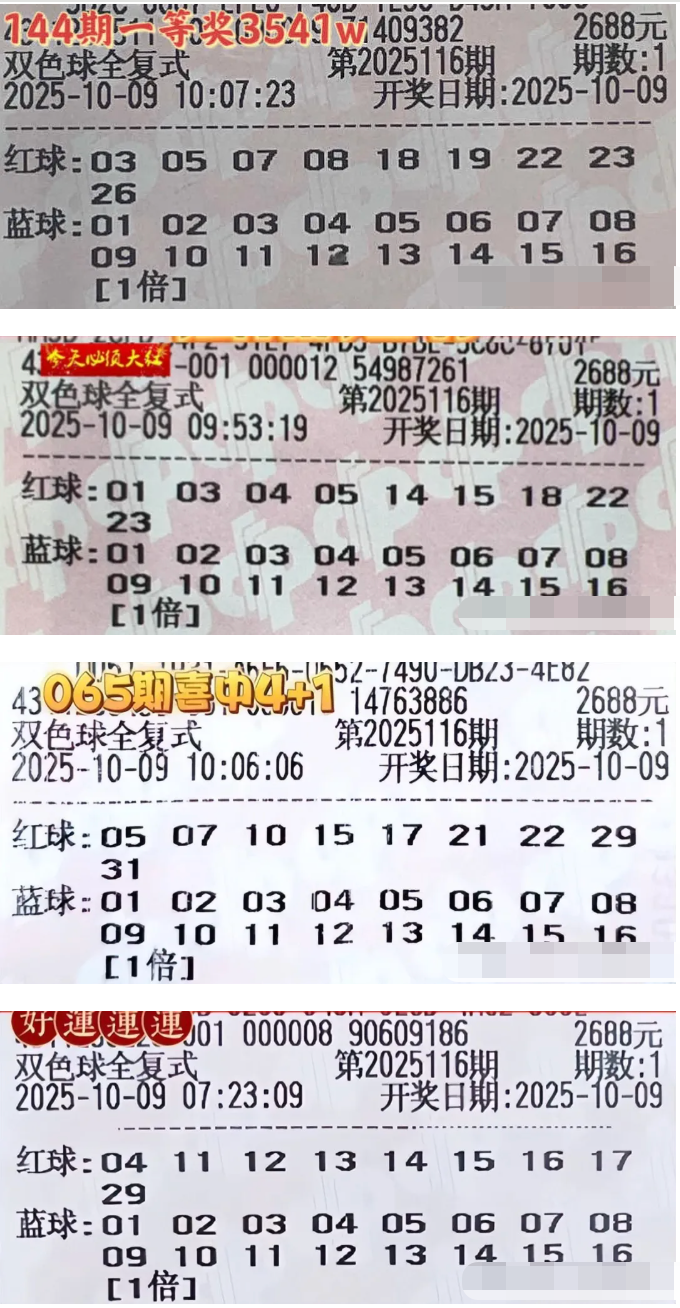 144期一等奖3541w
71409382 2688元
双色球全复式 第2025116期 期数:1
2025-10-09 10:07:23 开奖日期:2025-10-09
红球:03 05 07 08 18 19 22 23
26
蓝球:01 02 03 04 05 06 07 08
09 10 11 12 13 14 15 16
[1倍]
今天必须大红
43 -001 000012 54987261 2688元
双色球全复式 第2025116期 期数:1
2025-10-09 09:53:19 开奖日期:2025-10-09
红球:01 03 04 05 14 15 18 22
23
蓝球:01 02 03 04 05 06 07 08
09 10 11 12 13 14 15 16
[1倍]
-7490-DB23-4E82
065期喜中4+1
43 14763886 2688元
双色球全复式 第2025116期 期数:1
2025-10-09 10:06:06 开奖日期:2025-10-09
红球:05 07 10 15 17 21 22 29
31
蓝球:01 02 03 04 05 06 07 08
09 10 11 12 13 14 15 16
[1倍]
好運運運
001 000008 90609186 2688元
双色球全复式 第2025116期 期数:1
2025-10-09 07:23:09 开奖日期:2025-10-09
红球:04 11 12 13 14 15 16 17
29
蓝球:01 02 03 04 05 06 07 08
09 10 11 12 13 14 15 16
[1倍]